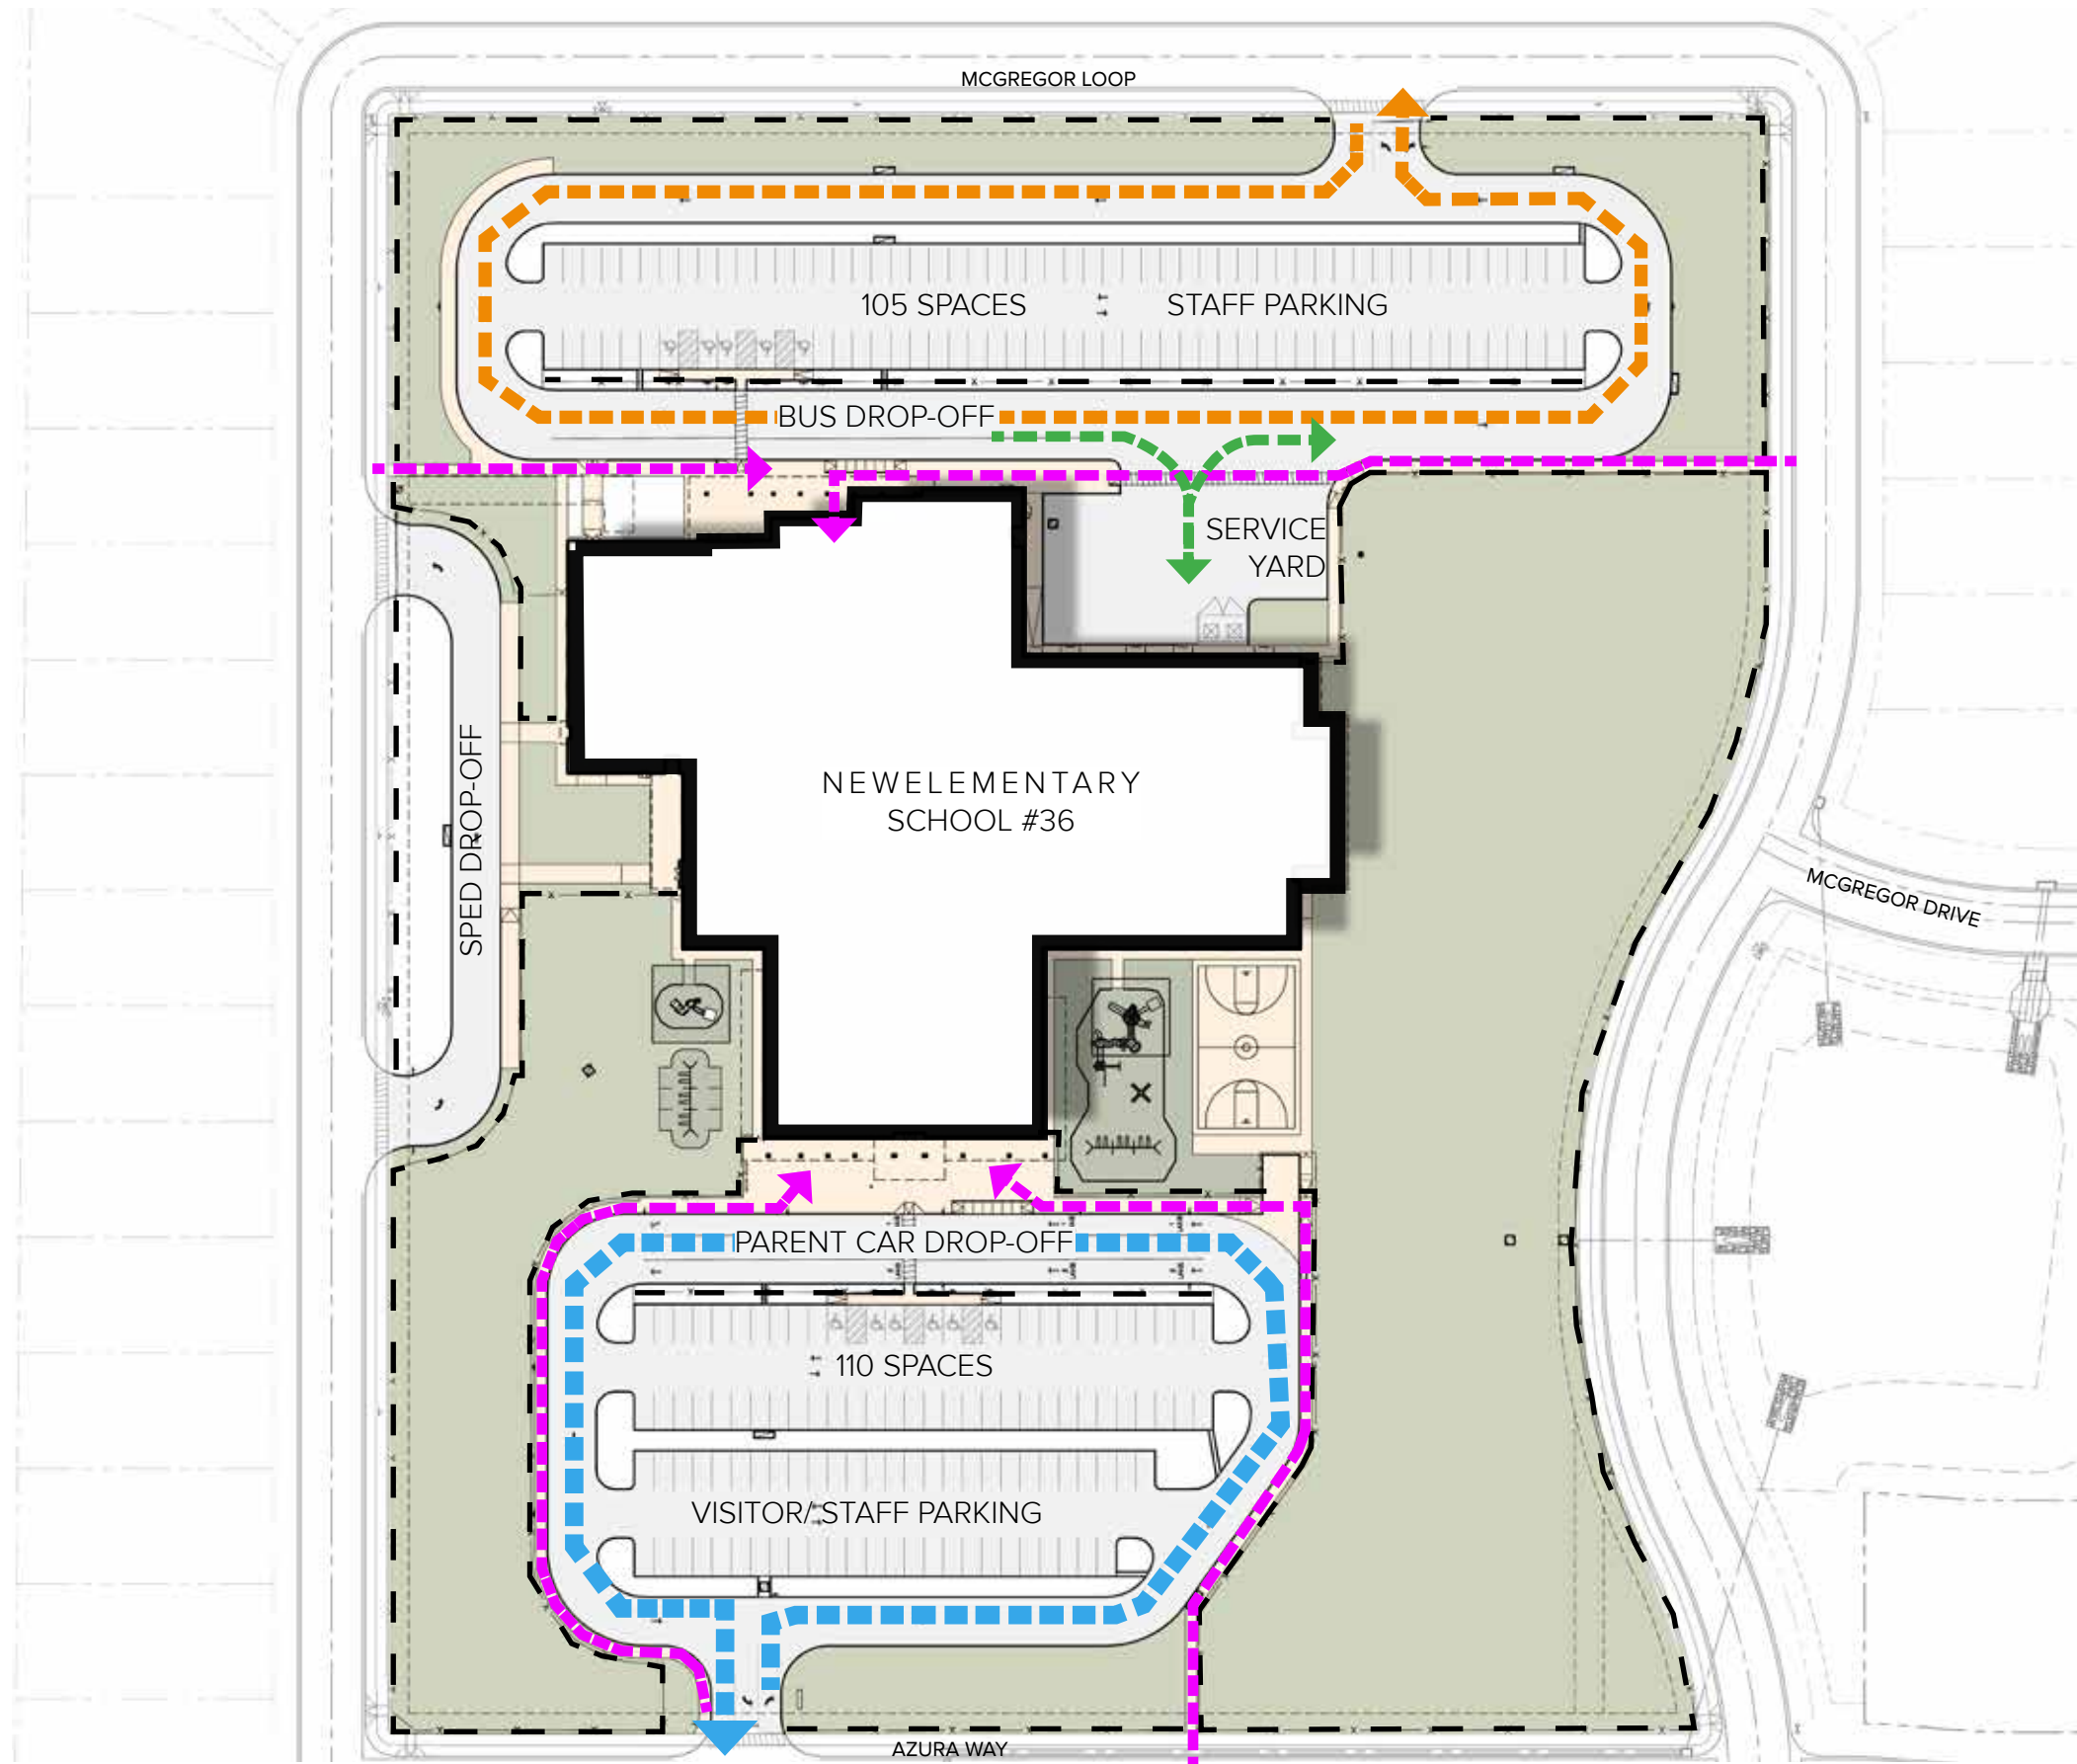 MCGREGOR LOOP
105 SPACES
STAFF PARKING
BUS DROP-OFF
SERVICE
YARD
SPED DROP-OFF
NEWELEMENTARY
SCHOOL #36
MCGREGOR DRIVE
PARENT CAR DROP-OFF
110 SPACES
VISITOR/ STAFF PARKING
AZURA WAY